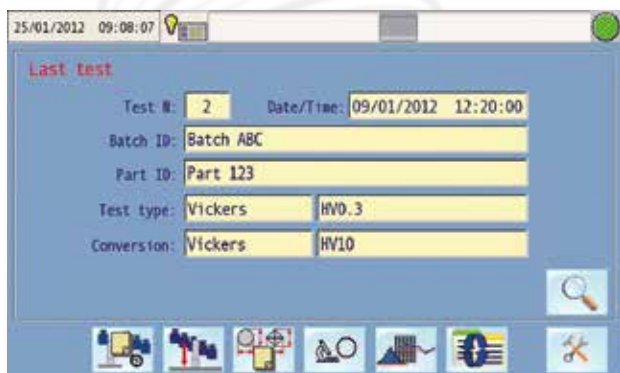 25/01/2012 09:08:07
Last test
Test №: 2 Date/Time: 09/01/2012 12:20:00
Batch ID: Batch ABC
Part ID: Part 123
Test type: Vickers HV0.3
Conversion: Vickers HV10